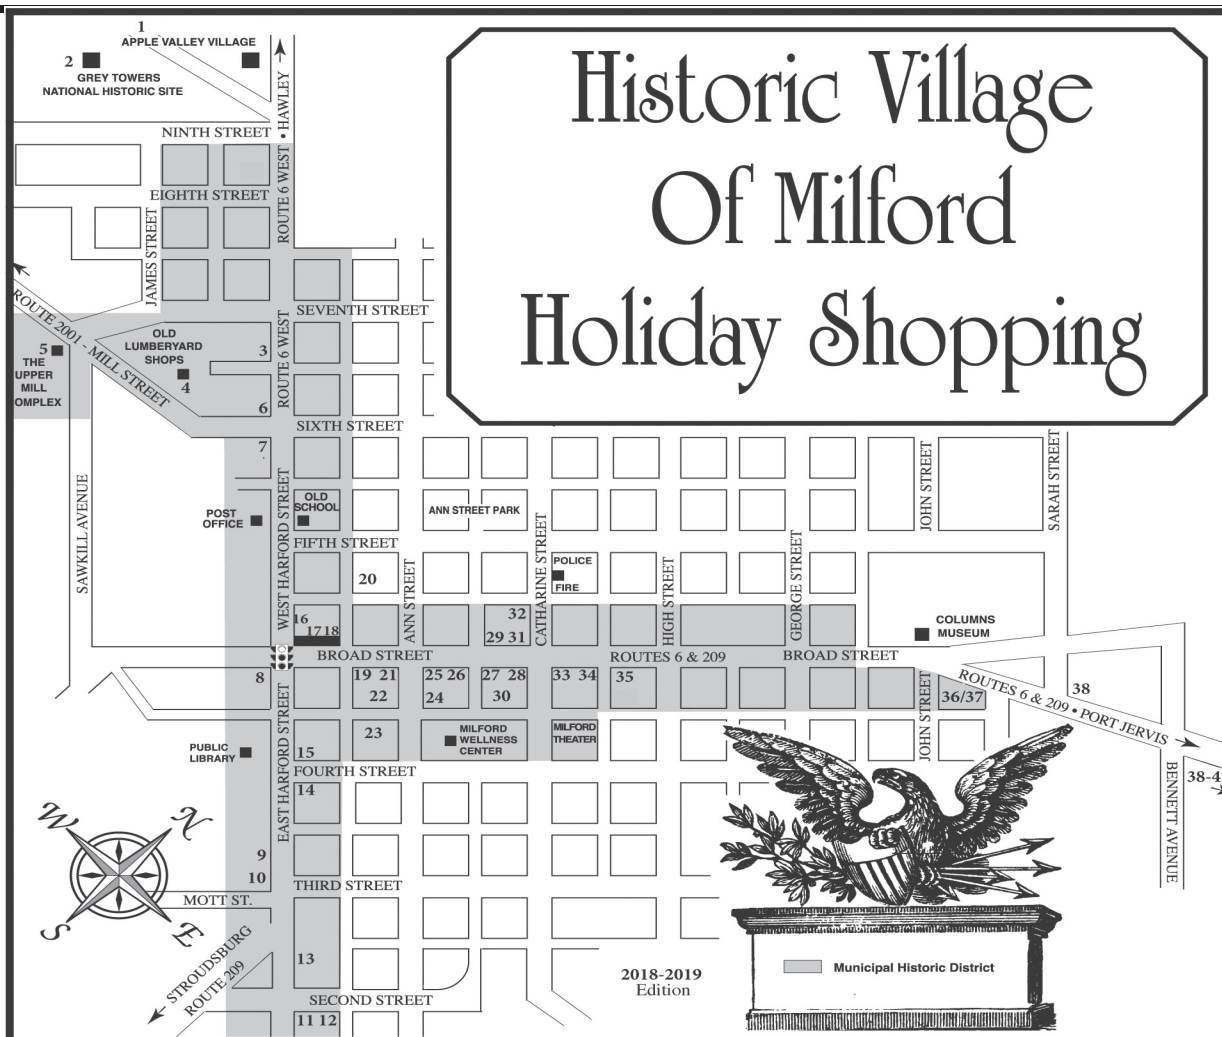 Historic Village
Of Milford
Holiday Shopping
1
APPLE VALLEY VILLAGE
2
GREY TOWERS
NATIONAL HISTORIC SITE
ROUTE 6 WEST • HAWLEY
NINTH STREET
EIGHTH STREET
JAMES STREET
SEVENTH STREET
ROUTE 2001 - MILL STREET
OLD
LUMBERYARD
SHOPS
4
3
ROUTE 6 WEST
5
THE
UPPER
MILL
OMPLEX
6
SIXTH STREET
7
SAWKILL AVENUE
POST
OFFICE
WEST HARFORD STREET
OLD
SCHOOL
ANN STREET PARK
FIFTH STREET
JOHN STREET
SARAH STREET
20
ANN STREET
CATHARINE STREET
POLICE
FIRE
HIGH STREET
GEORGE STREET
16
17 18
32
29 31
COLUMNS
MUSEUM
BROAD STREET
ROUTES 6 & 209
BROAD STREET
8
19 21
22
25 26
24
27 28
30
33 34
35
JOHN STREET
36/37
38
ROUTES 6 & 209 • PORT JERVIS
EAST HARFORD STREET
PUBLIC
LIBRARY
15
23
MILFORD
WELLNESS
CENTER
MILFORD
THEATER
FOURTH STREET
BENNETT AVENUE
38-4
14
W N
S E
9
10
THIRD STREET
MOTT ST.
STROUDSBURG
ROUTE 209
13
SECOND STREET
11 12
2018-2019
Edition
Municipal Historic District